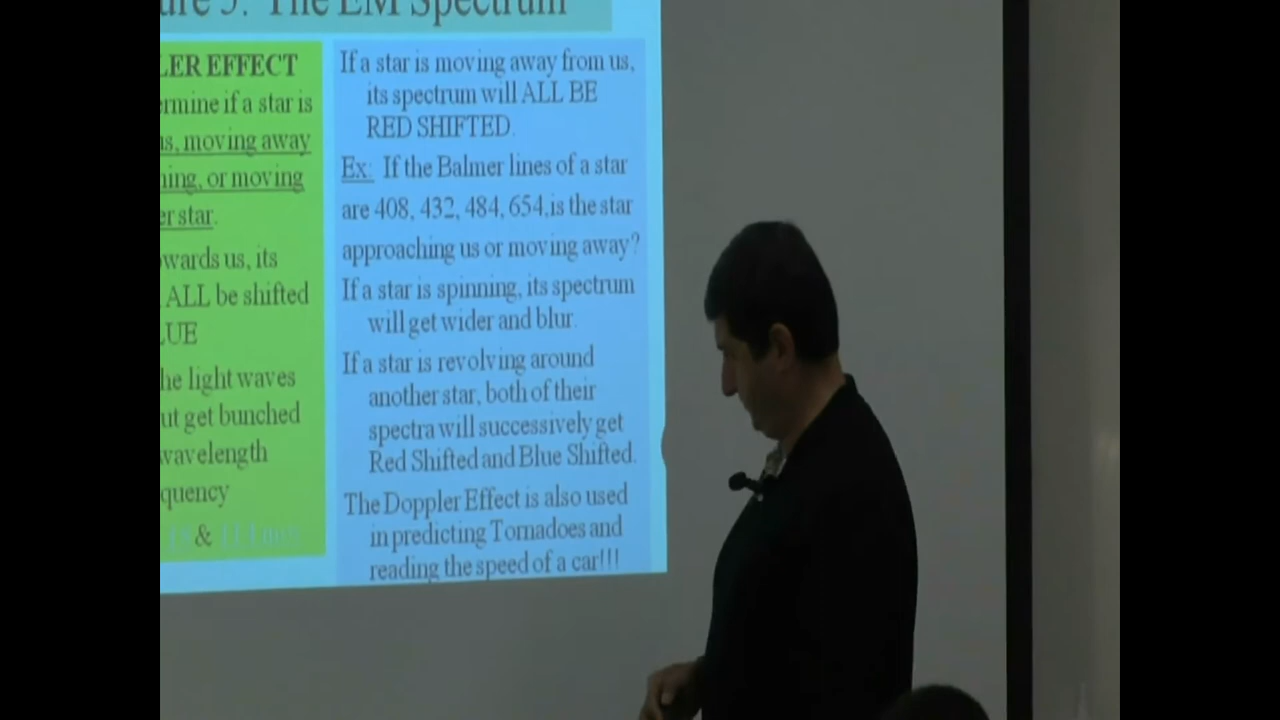 ure 5: The EM Spectrum
LER EFFECT
ermine if a star is
us, moving away
ning, or moving
er star.
wards us, its
ALL be shifted
LUE
he light waves
ut get bunched
wavelength
quency
&
If a star is moving away from us,
its spectrum will ALL BE
RED SHIFTED.
Ex: If the Balmer lines of a star
are 408, 432, 484, 654,is the star
approaching us or moving away?
If a star is spinning, its spectrum
will get wider and blur.
If a star is revolving around
another star, both of their
spectra will successively get
Red Shifted and Blue Shifted.
The Doppler Effect is also used
in predicting Tornadoes and
reading the speed of a car!!!